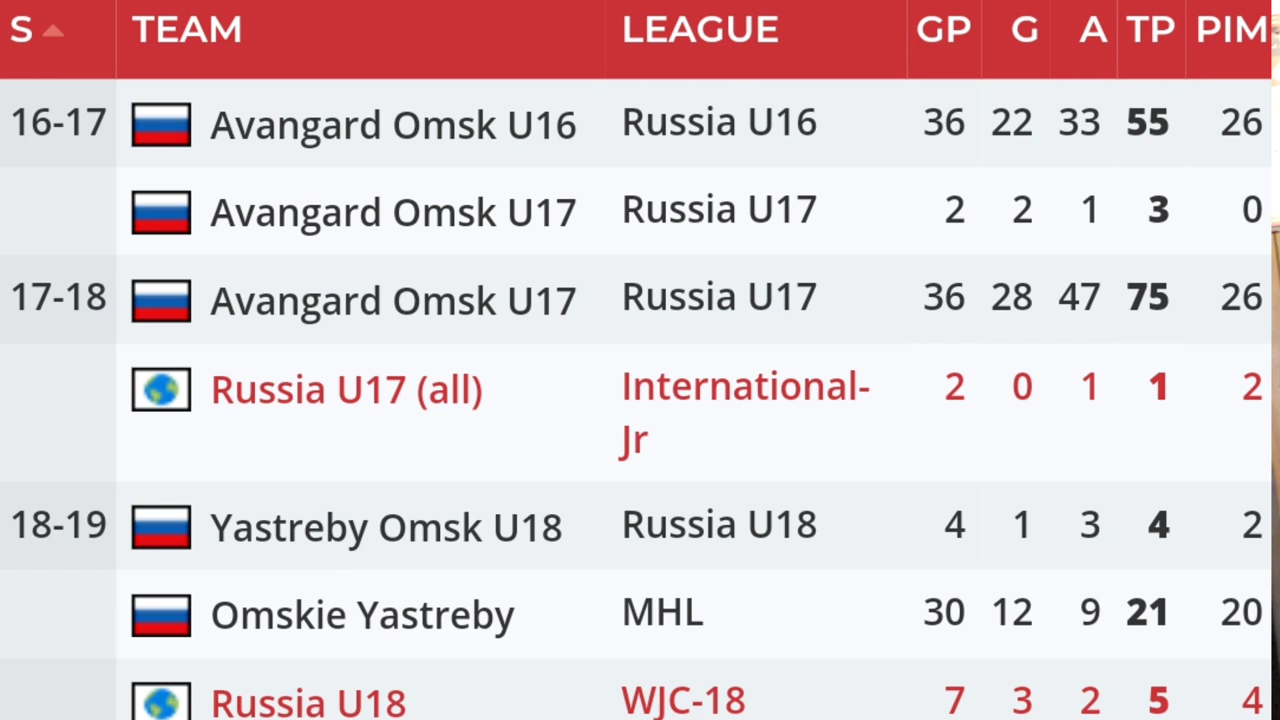 S TEAM LEAGUE GP G A TP PIM
16-17 Avangard Omsk U16 Russia U16 36 22 33 55 26
Avangard Omsk U17 Russia U17 2 2 1 3 0
17-18 Avangard Omsk U17 Russia U17 36 28 47 75 26
Russia U17 (all) International- 2 0 1 1 2
Jr
18-19 Yastreby Omsk U18 Russia U18 4 1 3 4 2
Omskie Yastreby MHL 30 12 9 21 20
Russia U18 WJC-18 7 3 2 5 4